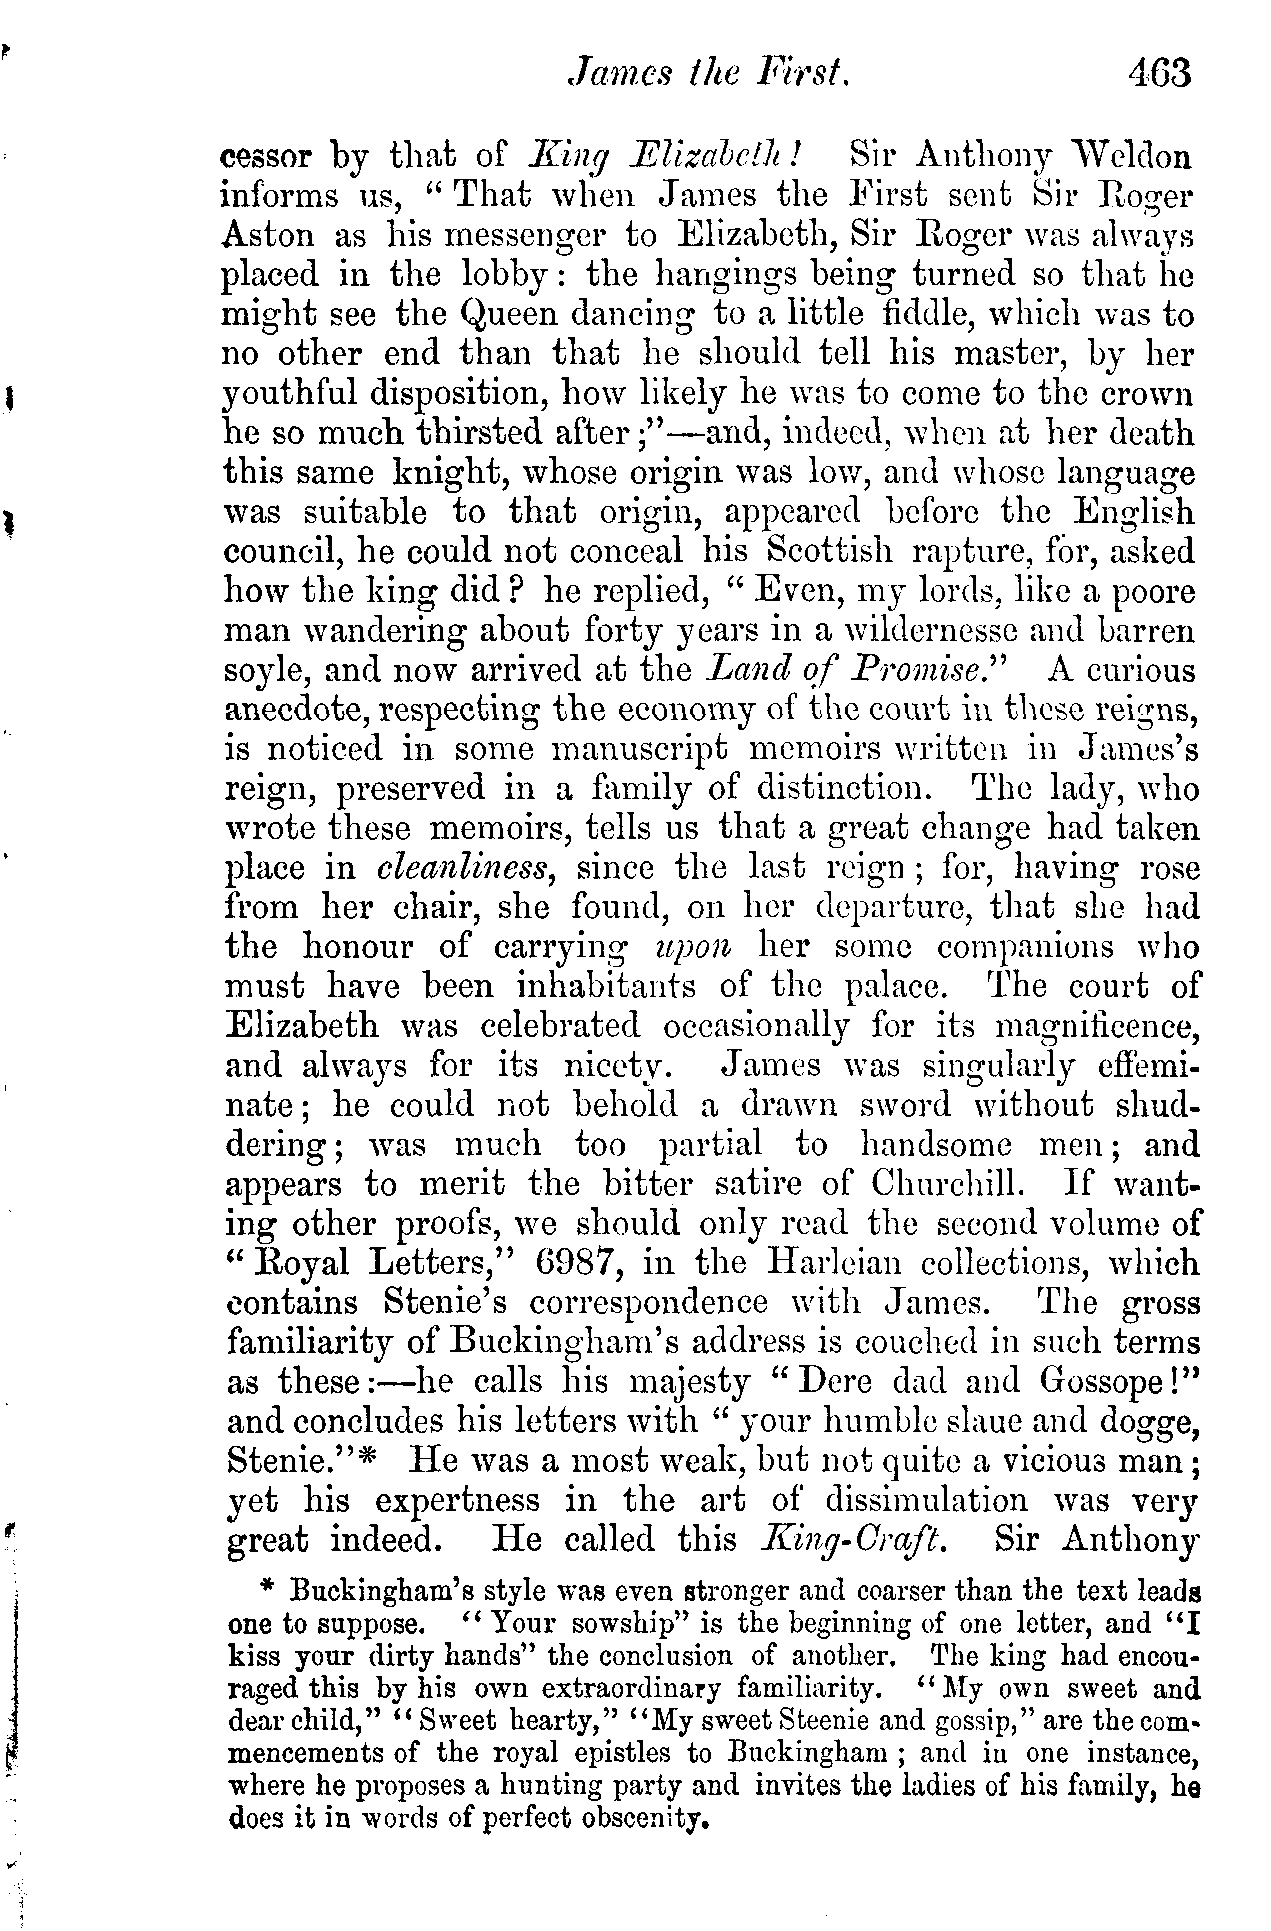 James the First. 463
cessor by that of King Elizabeth! Sir Anthony Weldon
informs us, “ That when James the First sent Sir Roger
Aston as his messenger to Elizabeth, Sir Roger was always
placed in the lobby: the hangings being turned so that he
might see the Queen dancing to a little fiddle, which was to
no other end than that he should tell his master, by her
youthful disposition, how likely he was to come to the crown
he so much thirsted after;”—and, indeed, when at her death
this same knight, whose origin was low, and whose language
was suitable to that origin, appeared before the English
council, he could not conceal his Scottish rapture, for, asked
how the king did? he replied, “ Even, my lords, like a poore
man wandering about forty years in a wildernesse and barren
soyle, and now arrived at the Land of Promise.” A curious
anecdote, respecting the economy of the court in these reigns,
is noticed in some manuscript memoirs written in James’s
reign, preserved in a family of distinction. The lady, who
wrote these memoirs, tells us that a great change had taken
place in cleanliness, since the last reign; for, having rose
from her chair, she found, on her departure, that she had
the honour of carrying upon her some companions who
must have been inhabitants of the palace. The court of
Elizabeth was celebrated occasionally for its magnificence,
and always for its nicety. James was singularly effemi-
nate; he could not behold a drawn sword without shud-
dering; was much too partial to handsome men; and
appears to merit the bitter satire of Churchill. If want-
ing other proofs, we should only read the second volume of
“ Royal Letters,” 6987, in the Harleian collections, which
contains Stenie’s correspondence with James. The gross
familiarity of Buckingham’s address is couched in such terms
as these:—he calls his majesty “ Dere dad and Gossope!”
and concludes his letters with “ your humble slaue and dogge,
Stenie.”* He was a most weak, but not quite a vicious man;
yet his expertness in the art of dissimulation was very
great indeed. He called this King-Craft. Sir Anthony
* Buckingham’s style was even stronger and coarser than the text leads
one to suppose. “ Your sowship” is the beginning of one letter, and “I
kiss your dirty hands” the conclusion of another. The king had encou-
raged this by his own extraordinary familiarity. “My own sweet and
dear child,” “ Sweet hearty,” “My sweet Steenie and gossip,” are the com-
mencements of the royal epistles to Buckingham; and in one instance,
where he proposes a hunting party and invites the ladies of his family, he
does it in words of perfect obscenity.